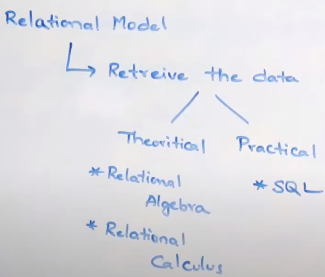 Relational Model
Retreive the data
Theoritical Practical
* Relational * SQL
Algebra
* Relational
Calculus